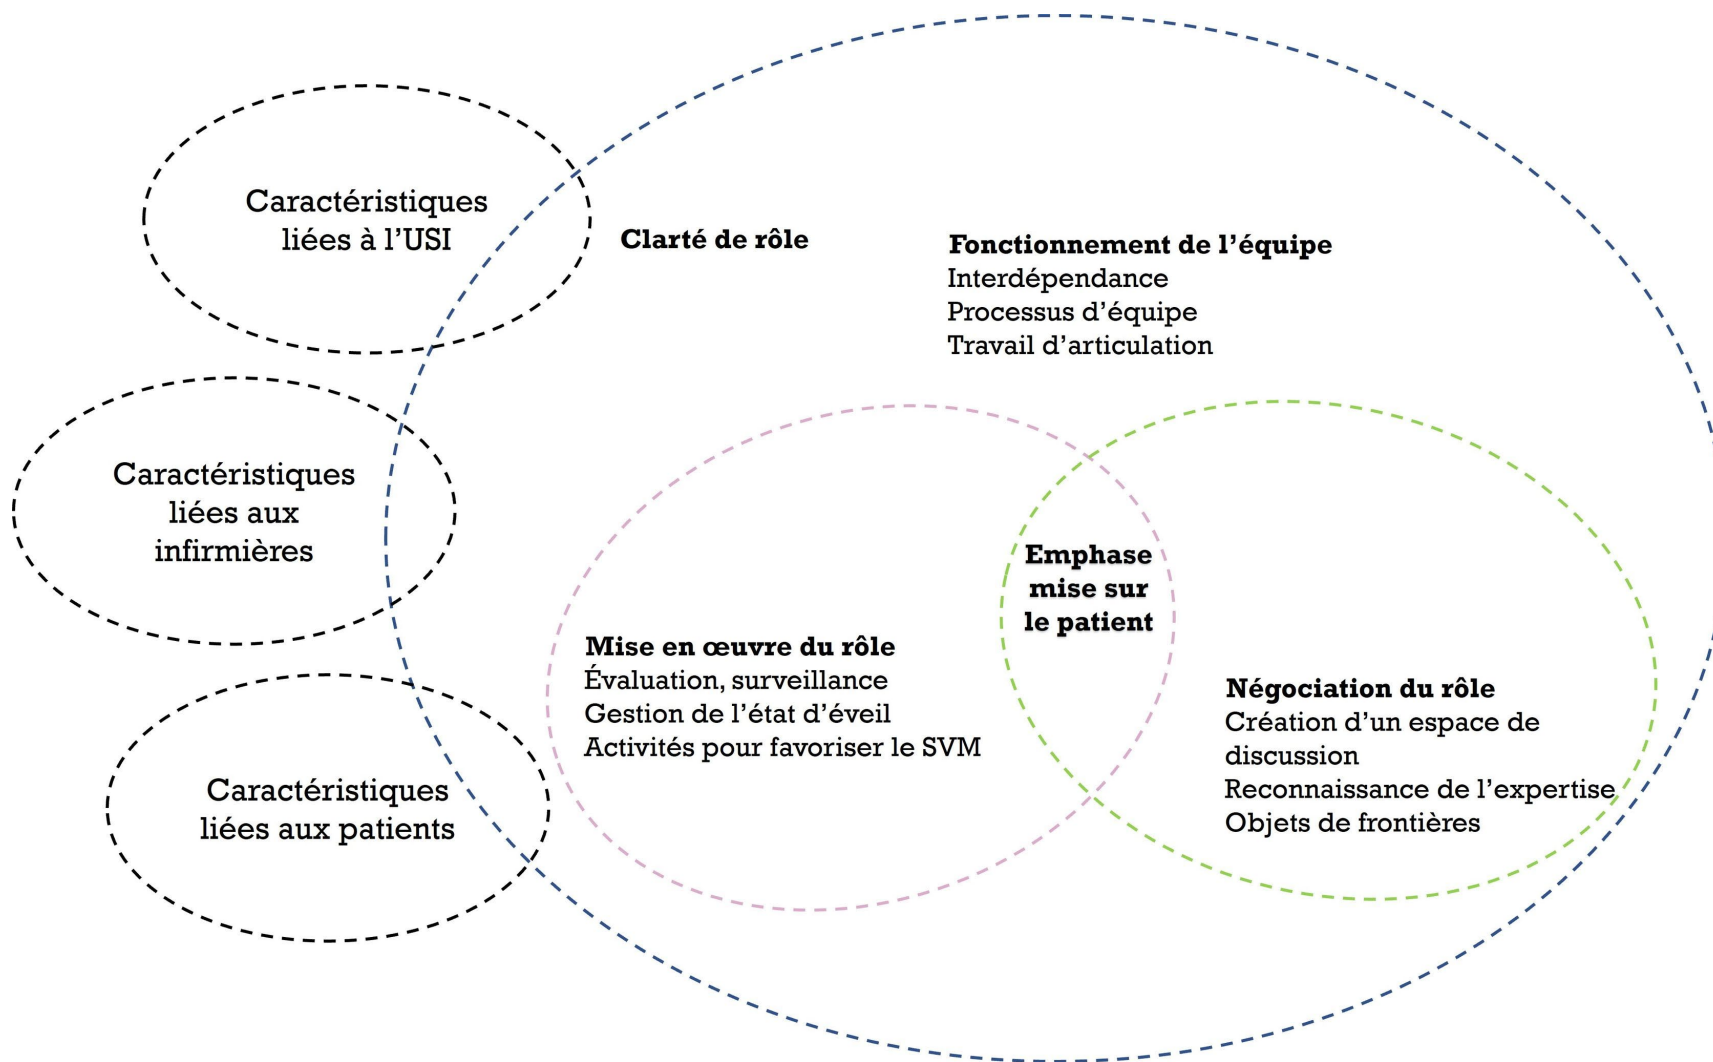 Caractéristiques
liées à l’USI
Clarté de rôle
Fonctionnement de l’équipe
Interdépendance
Processus d’équipe
Travail d’articulation
Caractéristiques
liées aux
infirmières
Emphase
mise sur
le patient
Mise en œuvre du rôle
Évaluation, surveillance
Gestion de l’état d’éveil
Activités pour favoriser le SVM
Négociation du rôle
Création d’un espace de
discussion
Reconnaissance de l’expertise
Objets de frontières
Caractéristiques
liées aux patients